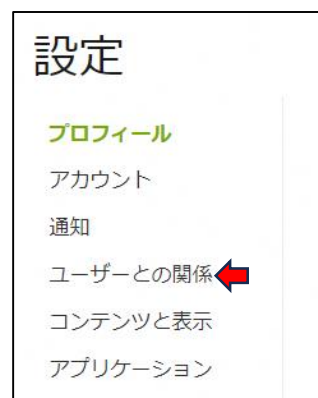 設定
プロフィール
アカウント
通知
ユーザーとの関係
コンテンツと表示
アプリケーション